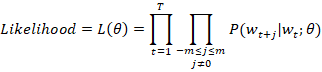 Likelihood = L(θ) = ∏_{t=1}^{T} ∏_{-m≤j≤m, j≠0} P(w_{t+j}|w_t; θ)